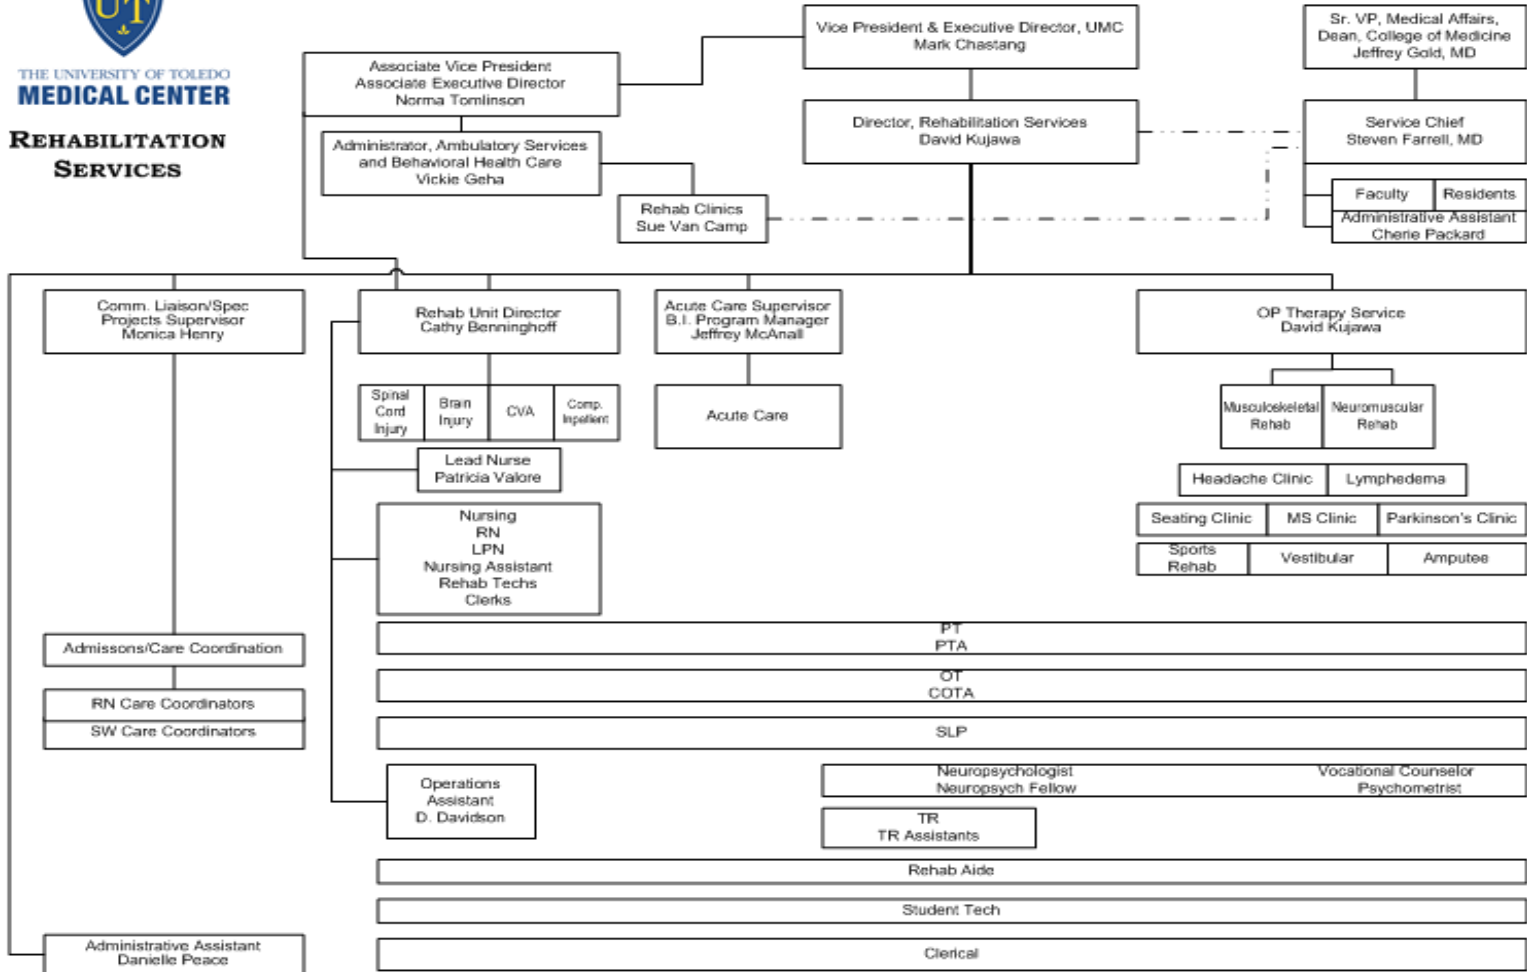 UT
THE UNIVERSITY OF TOLEDO
MEDICAL CENTER
REHABILITATION
SERVICES
Vice President & Executive Director, UMC
Mark Chastang
Sr. VP, Medical Affairs,
Dean, College of Medicine
Jeffrey Gold, MD
Associate Vice President
Associate Executive Director
Norma Tomlinson
Director, Rehabilitation Services
David Kujawa
Service Chief
Steven Farrell, MD
Administrator, Ambulatory Services
and Behavioral Health Care
Vickie Geha
Rehab Clinics
Sue Van Camp
Faculty
Residents
Administrative Assistant
Cherie Packard
Comm. Liaison/Spec
Projects Supervisor
Monica Henry
Rehab Unit Director
Cathy Benninghoff
Acute Care Supervisor
B.I. Program Manager
Jeffrey McAnall
OP Therapy Service
David Kujawa
Spinal
Cord
Injury
Brain
Injury
CVA
Comp.
Inpatient
Acute Care
Musculoskeletal
Rehab
Neuromuscular
Rehab
Lead Nurse
Patricia Valore
Headache Clinic
Lymphedema
Nursing
RN
LPN
Nursing Assistant
Rehab Techs
Clerks
Seating Clinic
MS Clinic
Parkinson's Clinic
Sports
Rehab
Vestibular
Amputee
PT
PTA
Admissons/Care Coordination
OT
COTA
RN Care Coordinators
SW Care Coordinators
SLP
Operations
Assistant
D. Davidson
Neuropsychologist
Neuropsych Fellow
Vocational Counselor
Psychometrist
TR
TR Assistants
Rehab Aide
Student Tech
Administrative Assistant
Danielle Peace
Clerical